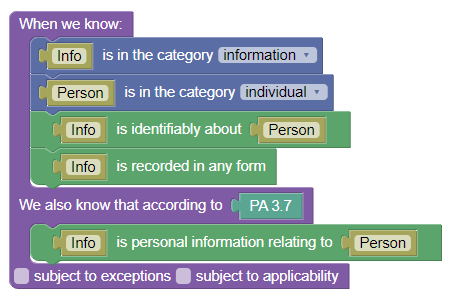 When we know:
Info is in the category information
Person is in the category individual
Info is identifiably about Person
Info is recorded in any form
We also know that according to PA 3.7
Info is personal information relating to Person
subject to exceptions subject to applicability